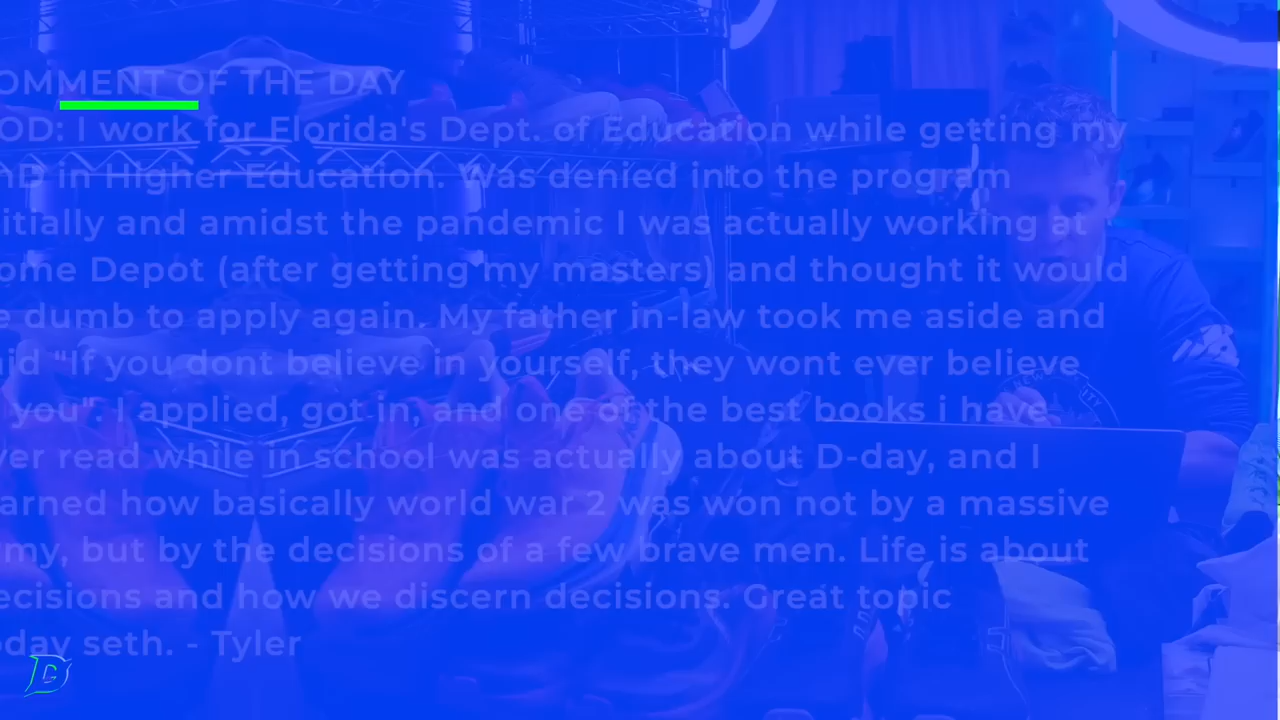 OMMENT OF THE DAY
OD: I work for Florida's Dept. of Education while getting my
D in Higher Education. Was denied into the program
itially and amidst the pandemic I was actually working at
ome Depot (after getting my masters) and thought it would
e dumb to apply again. My father in-law took me aside and
id "If you dont believe in yourself, they wont ever believe
you". I applied, got in, and one of the best books i have
ver read while in school was actually about D-day, and I
arned how basically world war 2 was won not by a massive
my, but by the decisions of a few brave men. Life is about
ecisions and how we discern decisions. Great topic
oday seth. - Tyler